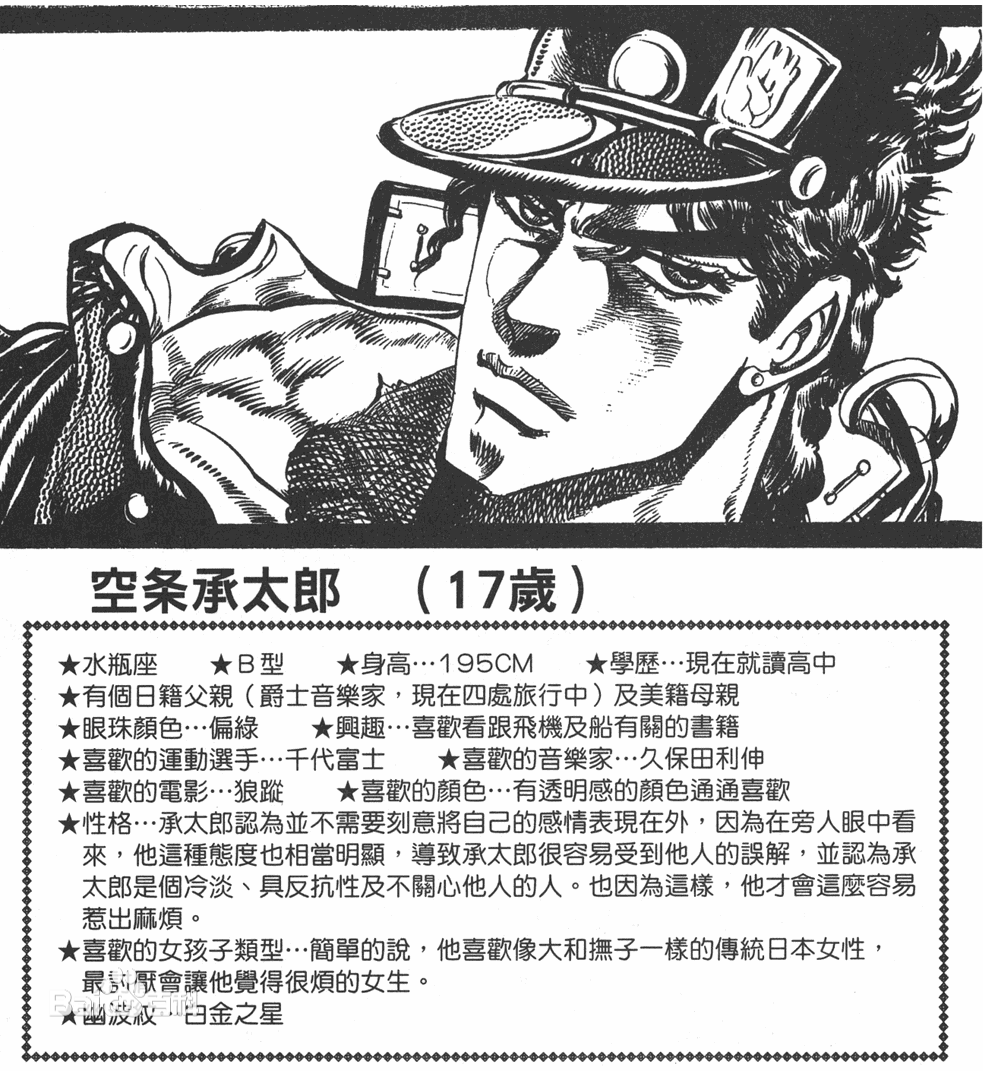 空条承太郎 （17歲）
★水瓶座 ★B型 ★身高…195CM ★學歷…現在就讀高中
★有個日籍父親（爵士音樂家，現在四處旅行中）及美籍母親
★眼珠顏色…偏綠 ★興趣…喜歡看跟飛機及船有關的書籍
★喜歡的運動選手…千代富士 ★喜歡的音樂家…久保田利伸
★喜歡的電影…狼蹤 ★喜歡的顏色…有透明感的顏色通通喜歡
★性格…承太郎認為並不需要刻意將自己的感情表現在外，因為在旁人眼中看
來，他這種態度也相當明顯，導致承太郎很容易受到他人的誤解，並認為承
太郎是個冷淡、具反抗性及不關心他人的人。也因為這樣，他才會這麼容易
惹出麻煩。
★喜歡的女孩子類型…簡單的說，他喜歡像大和撫子一樣的傳統日本女性，
最討厭會讓他覺得很煩的女生。
Bai百科
★幽波紋…白金之星